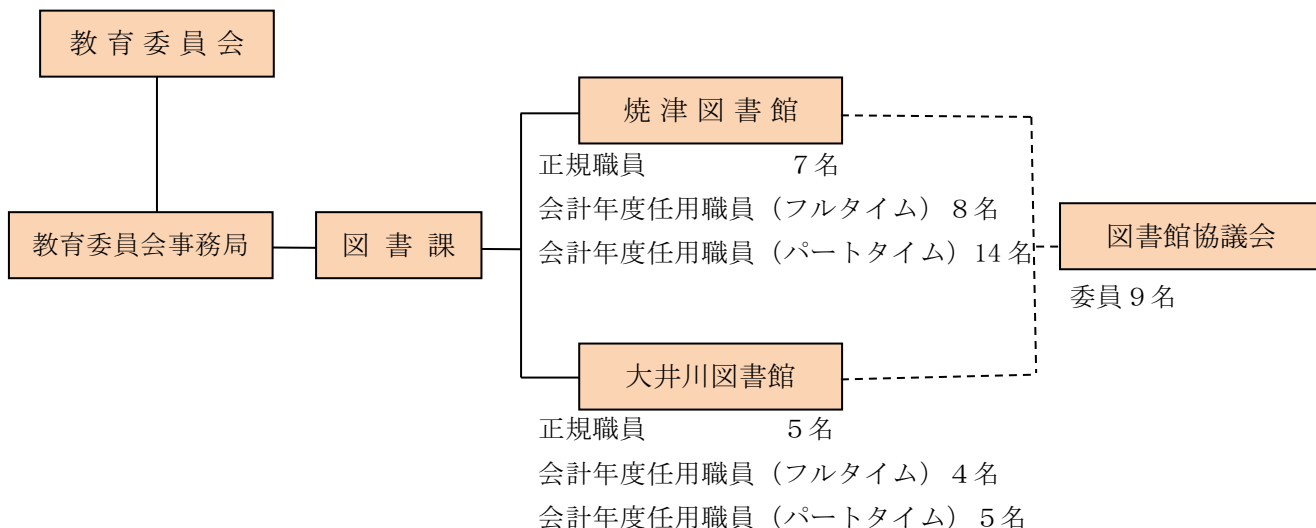 教 育 委 員 会
教育委員会事務局
図 書 課
焼 津 図 書 館
正規職員 7名
会計年度任用職員（フルタイム）8名
会計年度任用職員（パートタイム）14名
大井川図書館
正規職員 5名
会計年度任用職員（フルタイム）4名
会計年度任用職員（パートタイム）5名
図書館協議会
委員9名